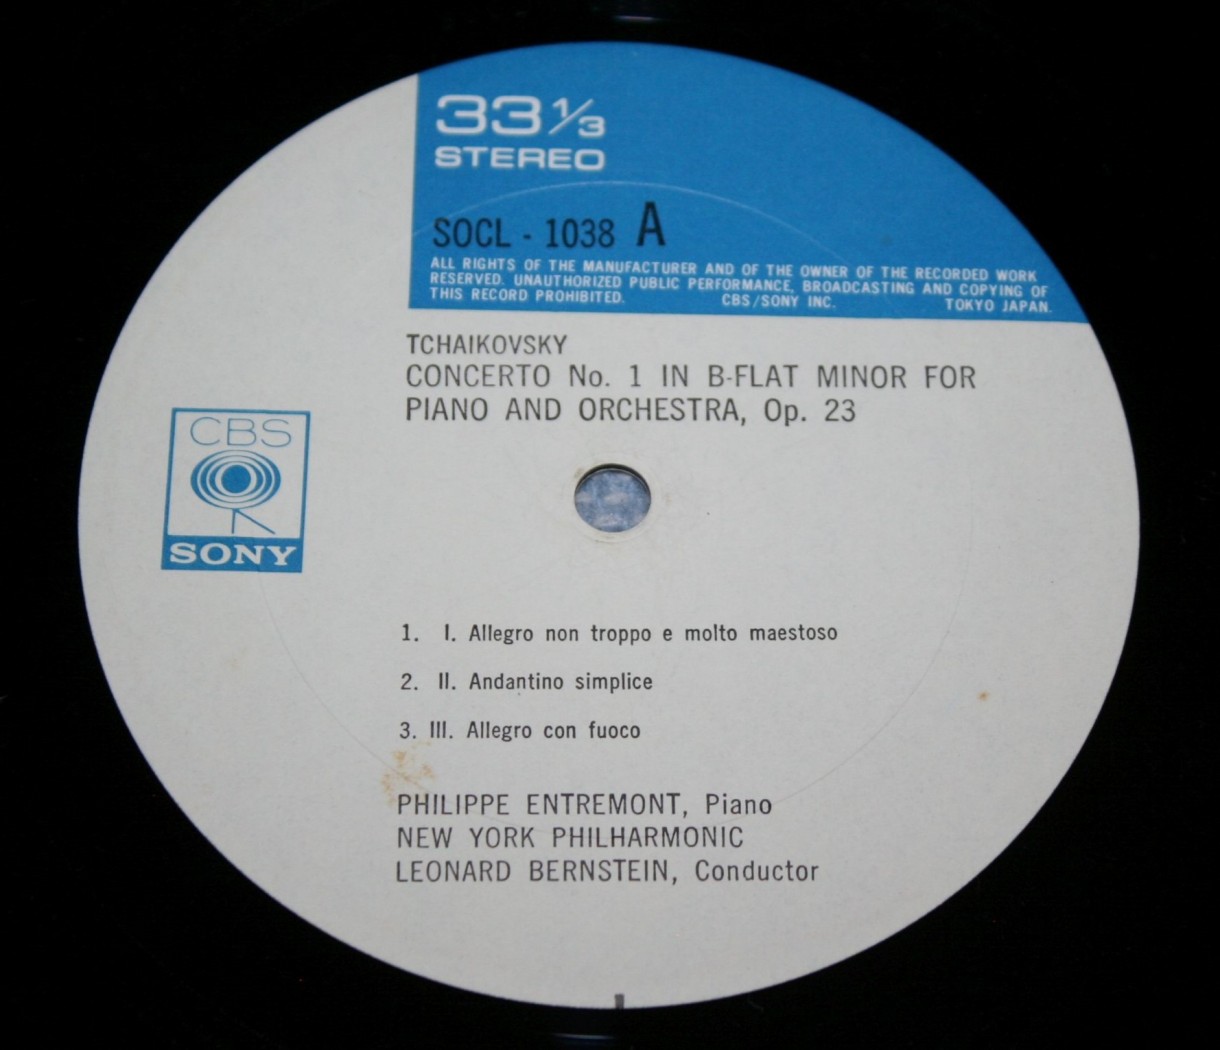 33 1/3
STEREO
SOCL - 1038 A
ALL RIGHTS OF THE MANUFACTURER AND OF THE OWNER OF THE RECORDED WORK
RESERVED. UNAUTHORIZED PUBLIC PERFORMANCE, BROADCASTING AND COPYING OF
THIS RECORD PROHIBITED. CBS/SONY INC. TOKYO JAPAN.
TCHAIKOVSKY
CONCERTO No. 1 IN B-FLAT MINOR FOR
PIANO AND ORCHESTRA, Op. 23
CBS
SONY
1. I. Allegro non troppo e molto maestoso
2. II. Andantino simplice
3. III. Allegro con fuoco
PHILIPPE ENTREMONT, Piano
NEW YORK PHILHARMONIC
LEONARD BERNSTEIN, Conductor